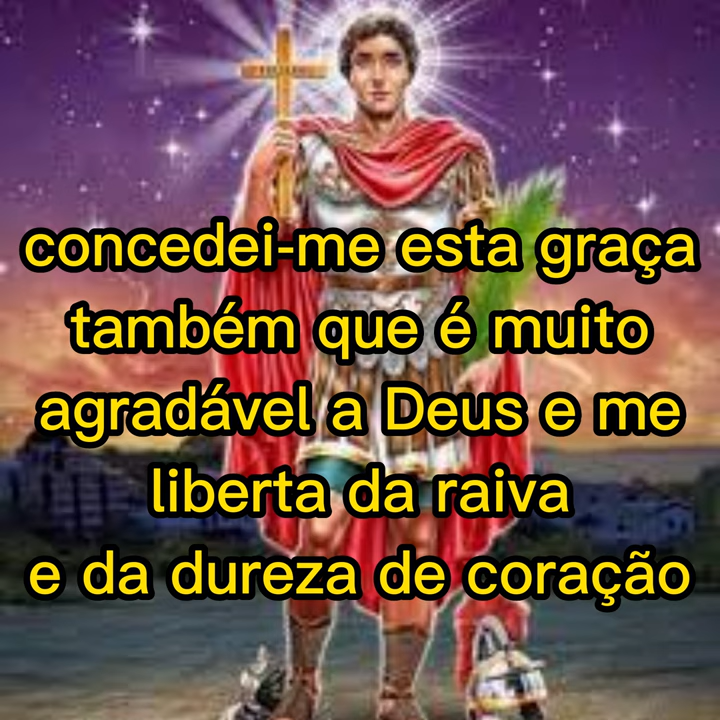 concedei-me esta graça
também que é muito
agradável a Deus e me
liberta da raiva
e da dureza de coração